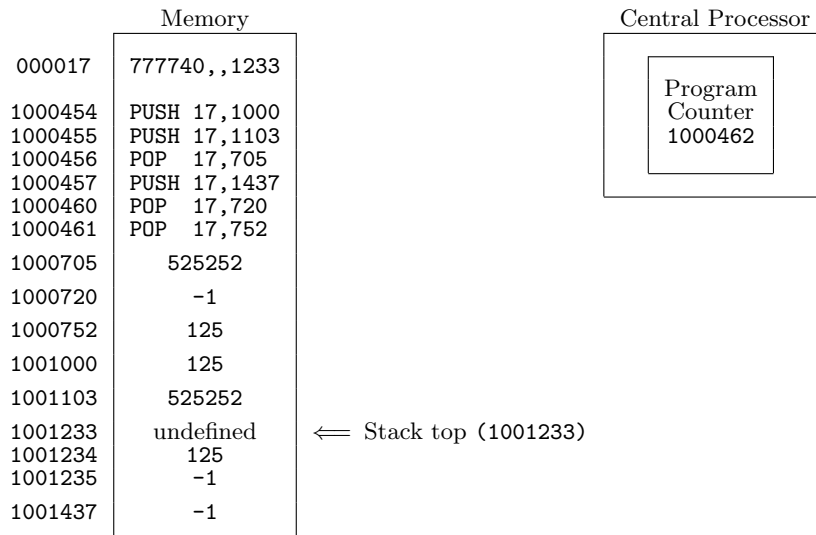 Memory
Central Processor
000017 777740,,1233
Program
Counter
1000462
1000454 PUSH 17,1000
1000455 PUSH 17,1103
1000456 POP 17,705
1000457 PUSH 17,1437
1000460 POP 17,720
1000461 POP 17,752
1000705 525252
1000720 -1
1000752 125
1001000 125
1001103 525252
1001233 undefined ⟸ Stack top (1001233)
1001234 125
1001235 -1
1001437 -1